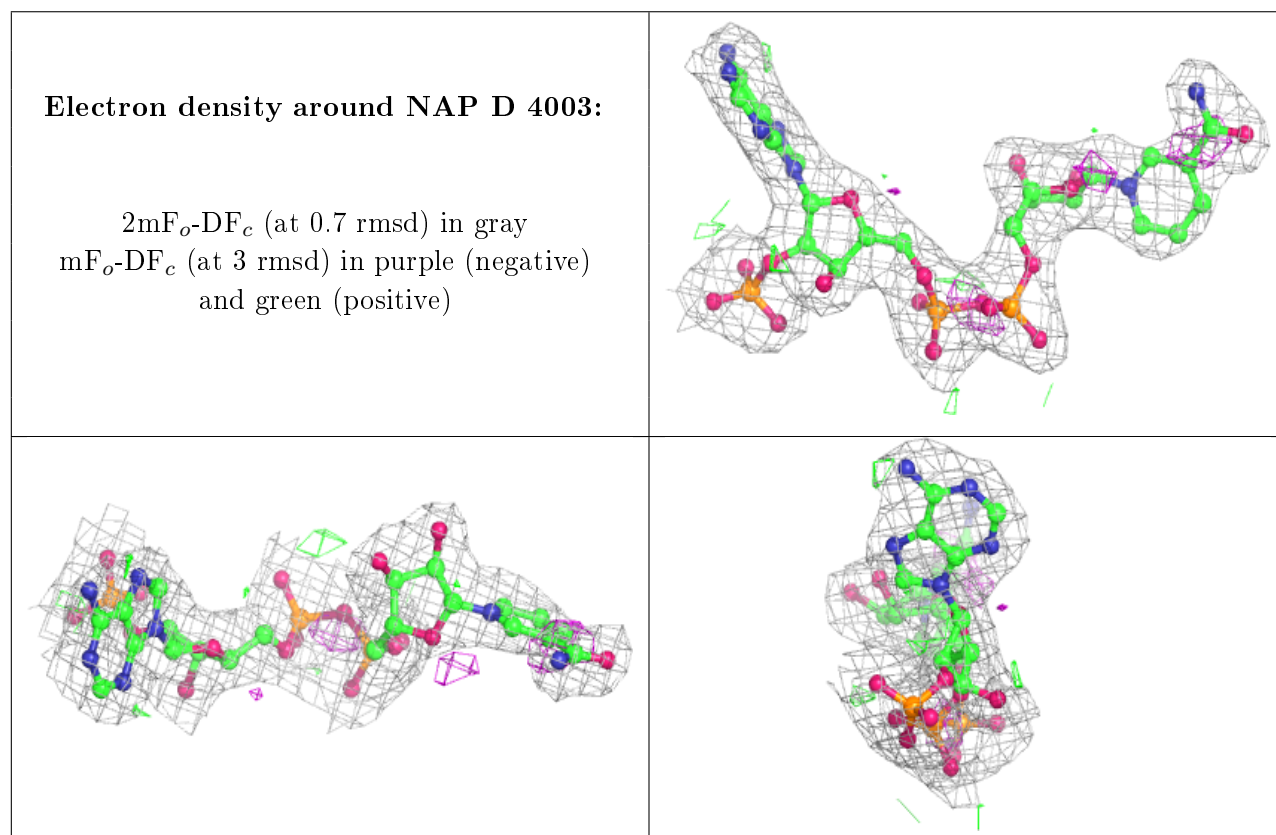 Electron density around NAP D 4003:
2mFₒ-DF𝒸 (at 0.7 rmsd) in gray
mFₒ-DF𝒸 (at 3 rmsd) in purple (negative)
and green (positive)